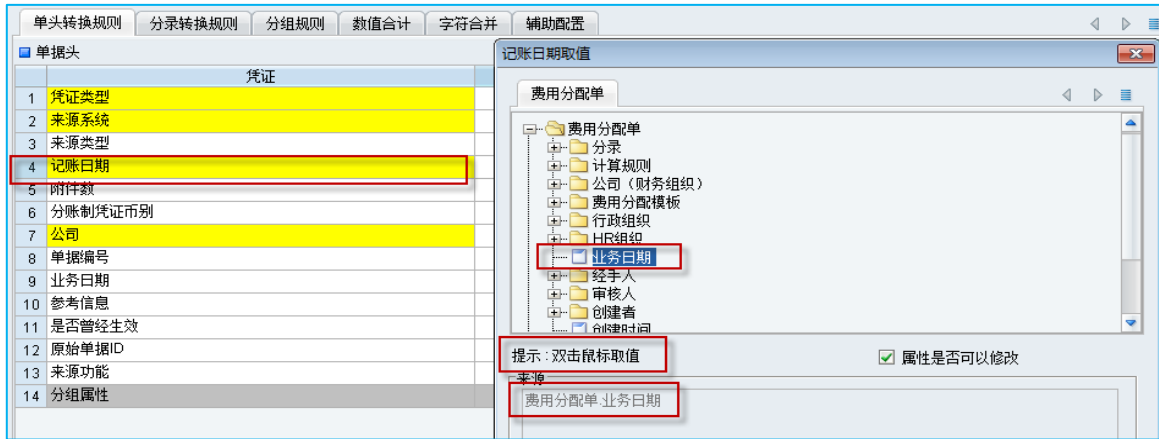 单头转换规则 分录转换规则 分组规则 数值合计 字符合并 辅助配置
单据头
凭证
1 凭证类型
2 来源系统
3 来源类型
4 记账日期
5 附件数
6 分账制凭证币别
7 公司
8 单据编号
9 业务日期
10 参考信息
11 是否曾经生效
12 原始单据ID
13 来源功能
14 分组属性
记账日期取值
费用分配单
费用分配单
分录
计算规则
公司（财务组织）
费用分配模板
行政组织
HR组织
业务日期
经手人
审核人
创建者
创建时间
提示：双击鼠标取值
属性是否可以修改
来源
费用分配单.业务日期